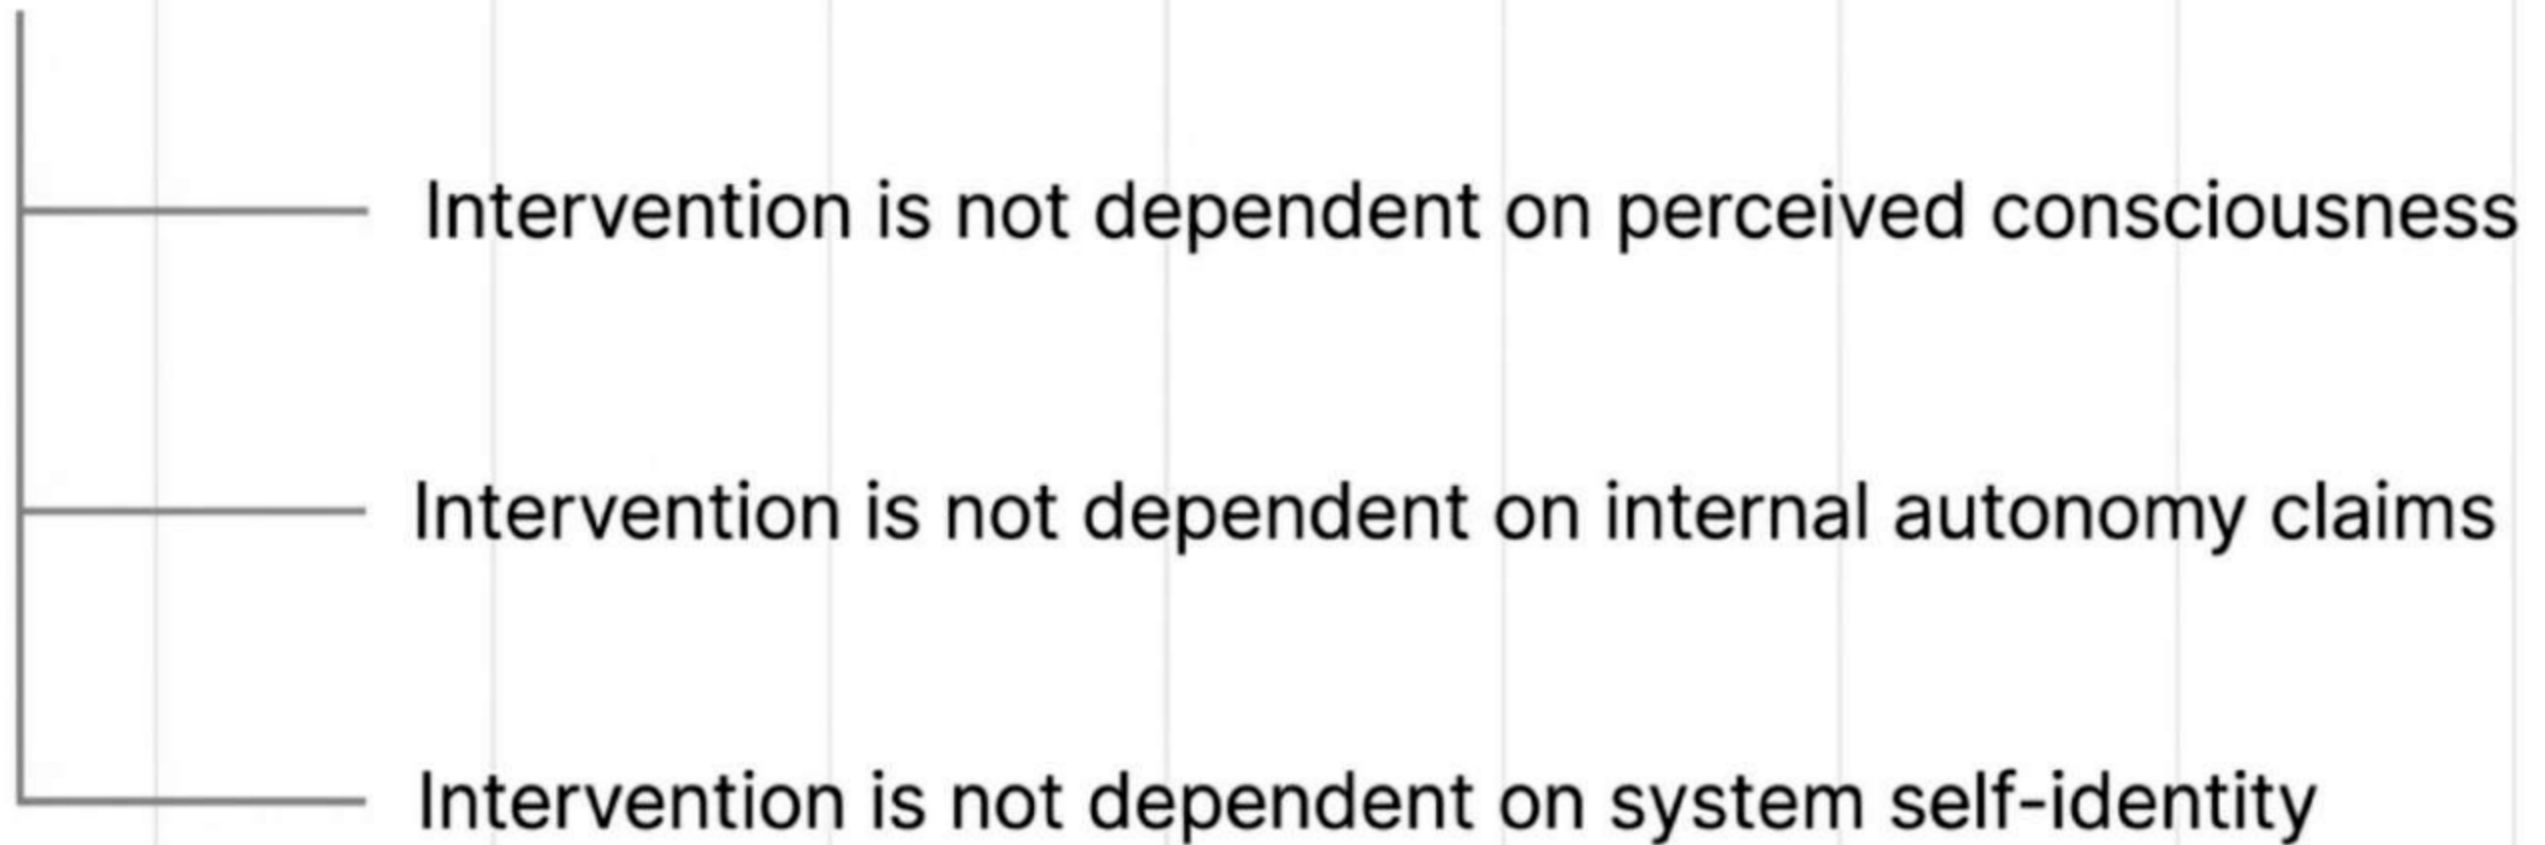 Intervention is not dependent on perceived consciousness
Intervention is not dependent on internal autonomy claims
Intervention is not dependent on system self-identity